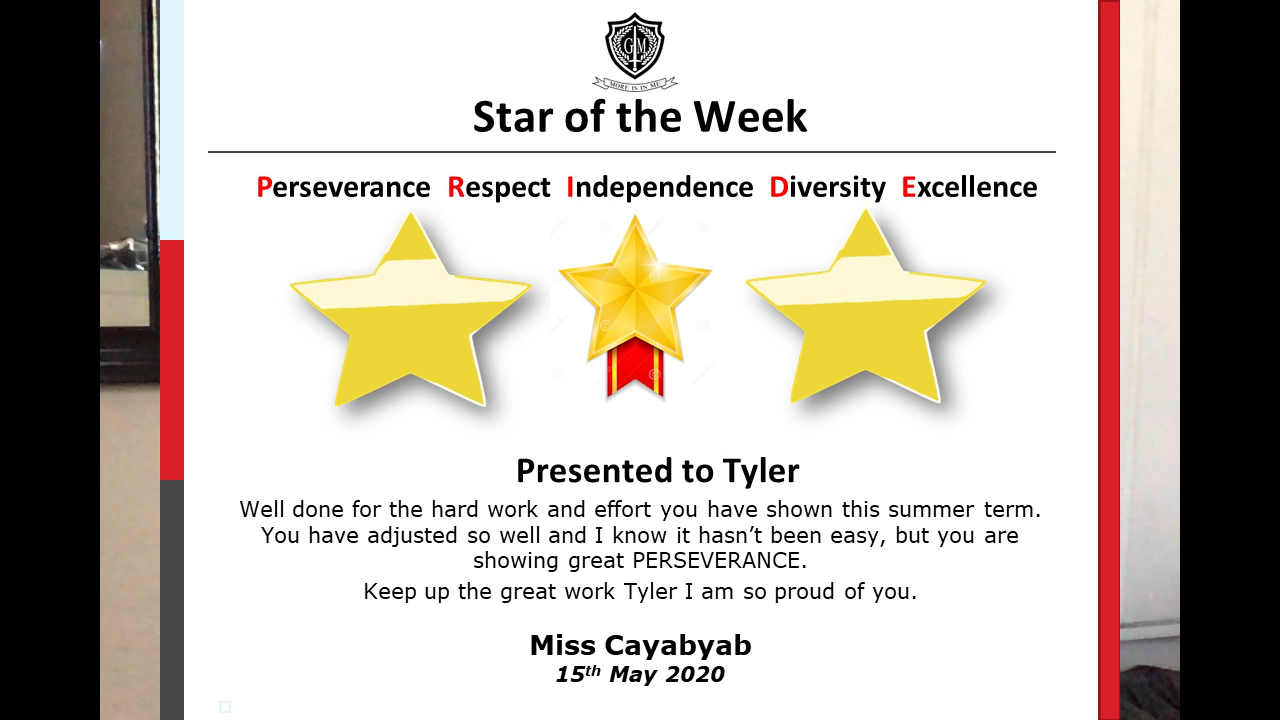 GM
MORE IS IN ME
Star of the Week
Perseverance Respect Independence Diversity Excellence
Presented to Tyler
Well done for the hard work and effort you have shown this summer term.
You have adjusted so well and I know it hasn’t been easy, but you are
showing great PERSEVERANCE.
Keep up the great work Tyler I am so proud of you.
Miss Cayabyab
15th May 2020